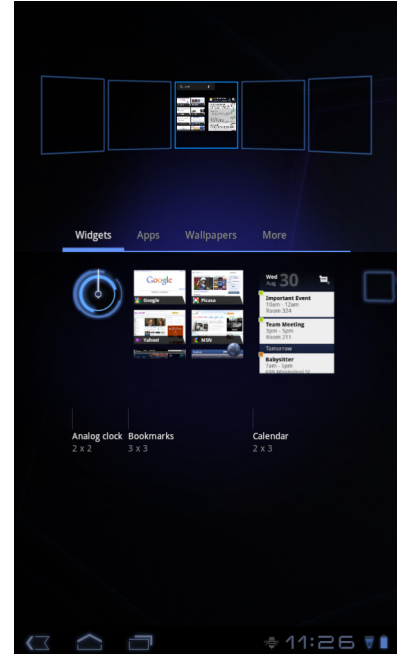 Widgets Apps Wallpapers More
Google
Picasa
Yahoo!
MSN
Wed
Aug 30
Important Event
10am - 12am
Room 324
Team Meeting
3pm - 5pm
Room 211
Tomorrow
Babysitter
7am - 5pm
Analog clock
2 x 2
Bookmarks
3 x 3
Calendar
2 x 3
11:26